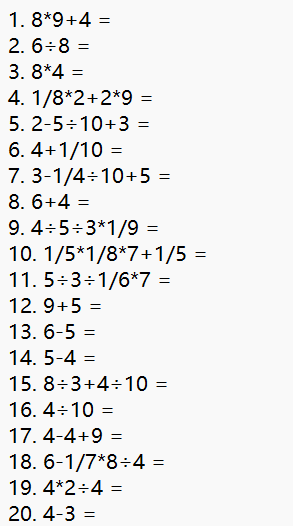 1. 8*9+4 =
2. 6÷8 =
3. 8*4 =
4. 1/8*2+2*9 =
5. 2-5÷10+3 =
6. 4+1/10 =
7. 3-1/4÷10+5 =
8. 6+4 =
9. 4÷5÷3*1/9 =
10. 1/5*1/8*7+1/5 =
11. 5÷3÷1/6*7 =
12. 9+5 =
13. 6-5 =
14. 5-4 =
15. 8÷3+4÷10 =
16. 4÷10 =
17. 4-4+9 =
18. 6-1/7*8÷4 =
19. 4*2÷4 =
20. 4-3 =